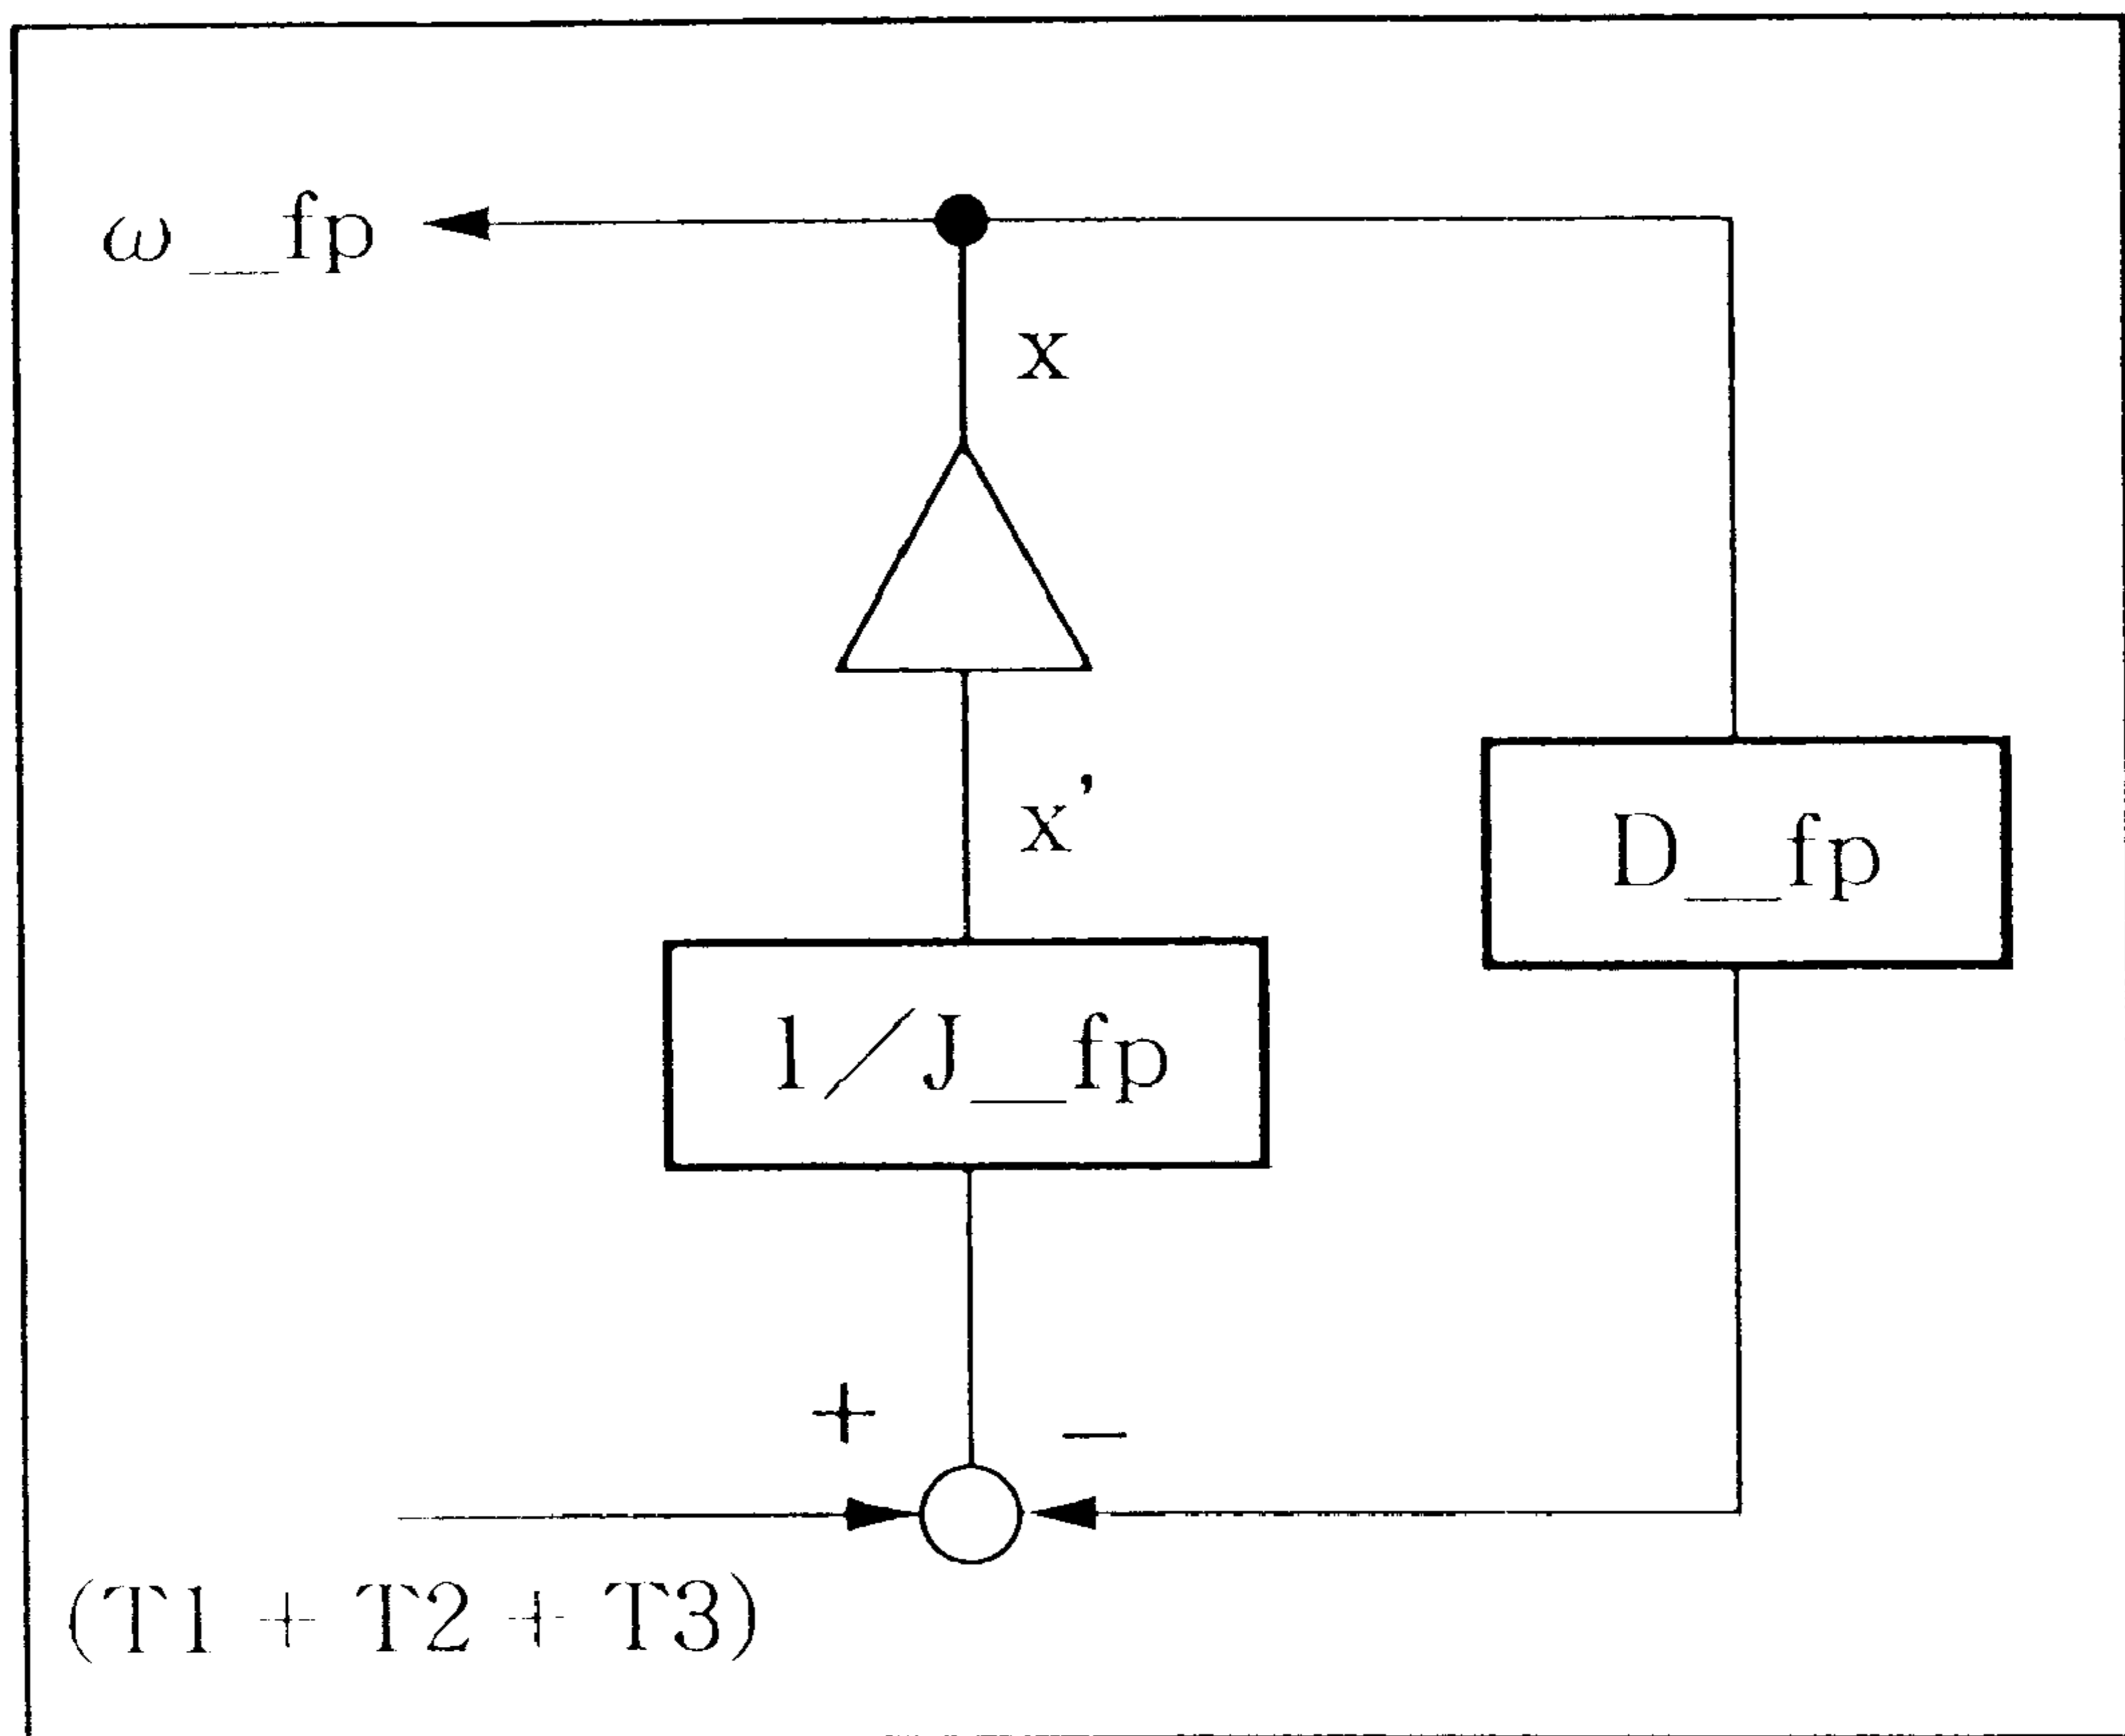 ω__fp
x
x'
D__fp
1/J__fp
+
−
(T1 + T2 + T3)